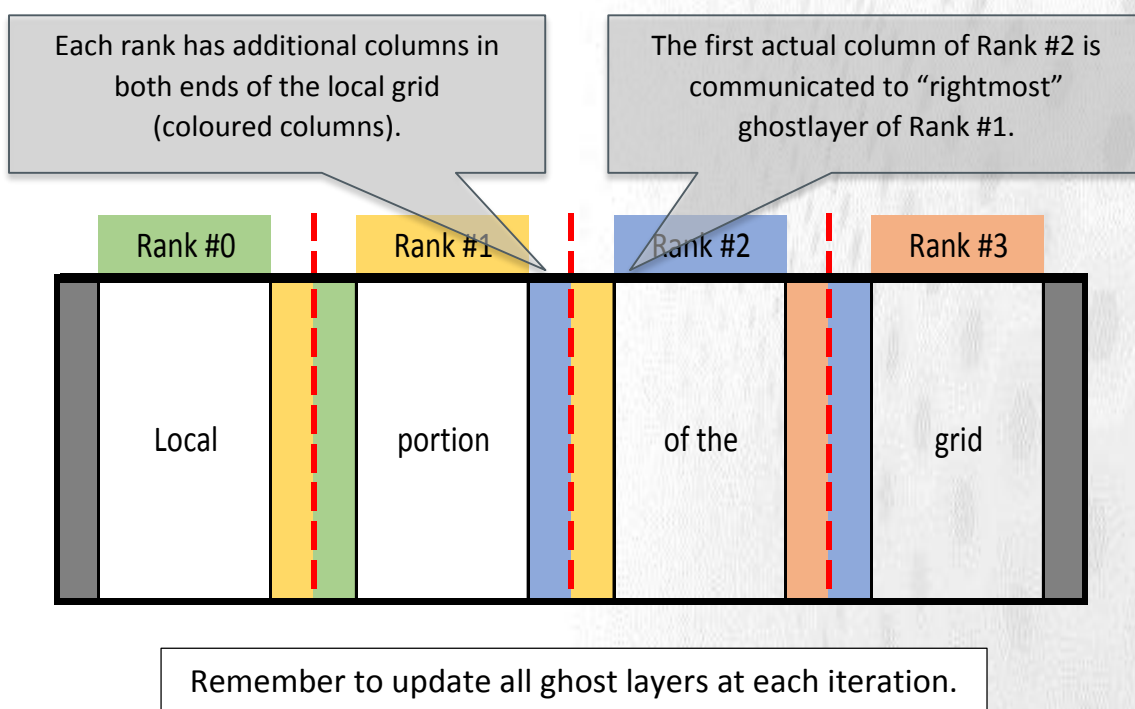 Each rank has additional columns in
both ends of the local grid
(coloured columns).
The first actual column of Rank #2 is
communicated to “rightmost”
ghostlayer of Rank #1.
Rank #0
Rank #1
Rank #2
Rank #3
Local
portion
of the
grid
Remember to update all ghost layers at each iteration.